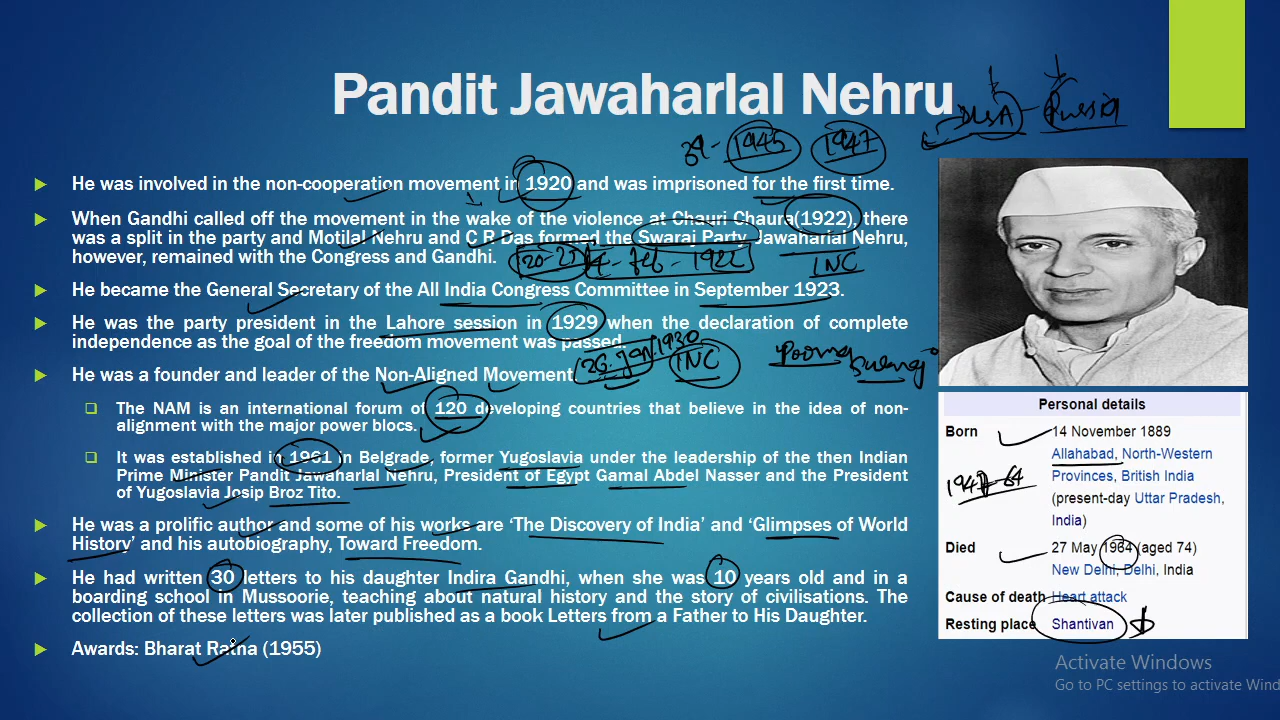 Pandit Jawaharlal Nehru
USA - Russia
39 - 1945 1947
He was involved in the non-cooperation movement in 1920 and was imprisoned for the first time.
When Gandhi called off the movement in the wake of the violence at Chauri Chaura(1922), there
was a split in the party and Motilal Nehru and C R Das formed the Swaraj Party, Jawaharlal Nehru,
however, remained with the Congress and Gandhi.
20-22 4 - Feb - 1922 INC
He became the General Secretary of the All India Congress Committee in September 1923.
He was the party president in the Lahore session in 1929 when the declaration of complete
independence as the goal of the freedom movement was passed.
26 Jan 1930 INC Poorna Swaraj
He was a founder and leader of the Non-Aligned Movement
The NAM is an international forum of 120 developing countries that believe in the idea of non-
alignment with the major power blocs.
It was established in 1961 in Belgrade, former Yugoslavia under the leadership of the then Indian
Prime Minister Pandit Jawaharlal Nehru, President of Egypt Gamal Abdel Nasser and the President
of Yugoslavia Josip Broz Tito.
He was a prolific author and some of his works are ‘The Discovery of India’ and ‘Glimpses of World
History’ and his autobiography, Toward Freedom.
He had written 30 letters to his daughter Indira Gandhi, when she was 10 years old and in a
boarding school in Mussoorie, teaching about natural history and the story of civilisations. The
collection of these letters was later published as a book Letters from a Father to His Daughter.
Awards: Bharat Ratna (1955)
Personal details
Born 14 November 1889
Allahabad, North-Western
Provinces, British India
(present-day Uttar Pradesh,
India)
1947-64
Died 27 May 1964 (aged 74)
New Delhi, Delhi, India
Cause of death Heart attack
Resting place Shantivan
Activate Windows
Go to PC settings to activate Wind